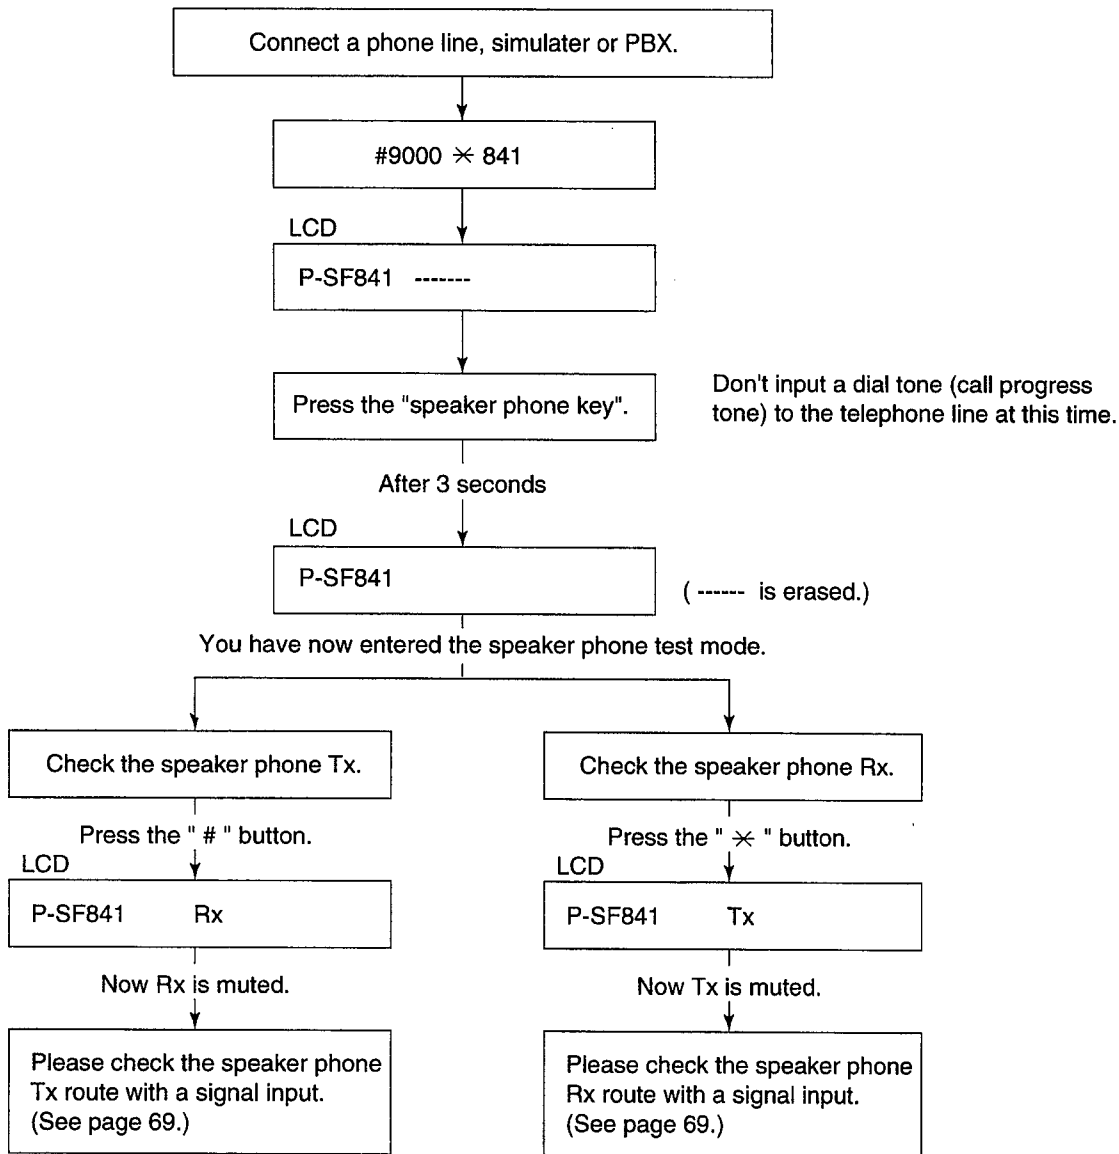 Connect a phone line, simulater or PBX.
#9000 ✳ 841
LCD
P-SF841 -------
Press the "speaker phone key".
Don't input a dial tone (call progress
tone) to the telephone line at this time.
After 3 seconds
LCD
P-SF841
( ------ is erased.)
You have now entered the speaker phone test mode.
Check the speaker phone Tx.
Press the " # " button.
LCD
P-SF841 Rx
Now Rx is muted.
Please check the speaker phone
Tx route with a signal input.
(See page 69.)
Check the speaker phone Rx.
Press the " ✳ " button.
LCD
P-SF841 Tx
Now Tx is muted.
Please check the speaker phone
Rx route with a signal input.
(See page 69.)